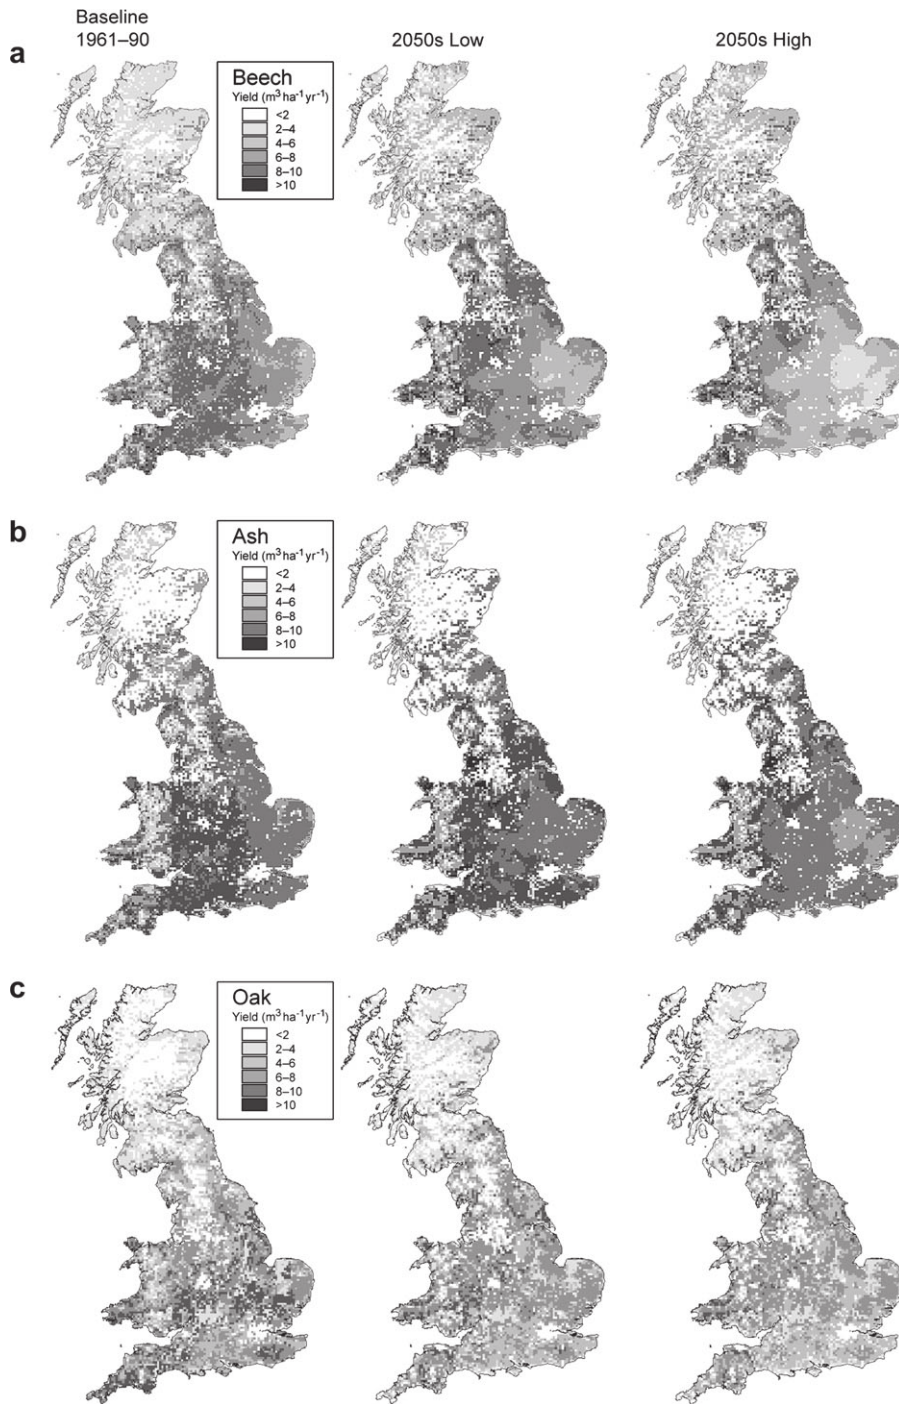 Baseline
1961–90
2050s Low
2050s High
a
Beech
Yield (m³ ha⁻¹ yr⁻¹)
<2
2–4
4–6
6–8
8–10
>10
b
Ash
Yield (m³ ha⁻¹ yr⁻¹)
<2
2–4
4–6
6–8
8–10
>10
c
Oak
Yield (m³ ha⁻¹ yr⁻¹)
<2
2–4
4–6
6–8
8–10
>10